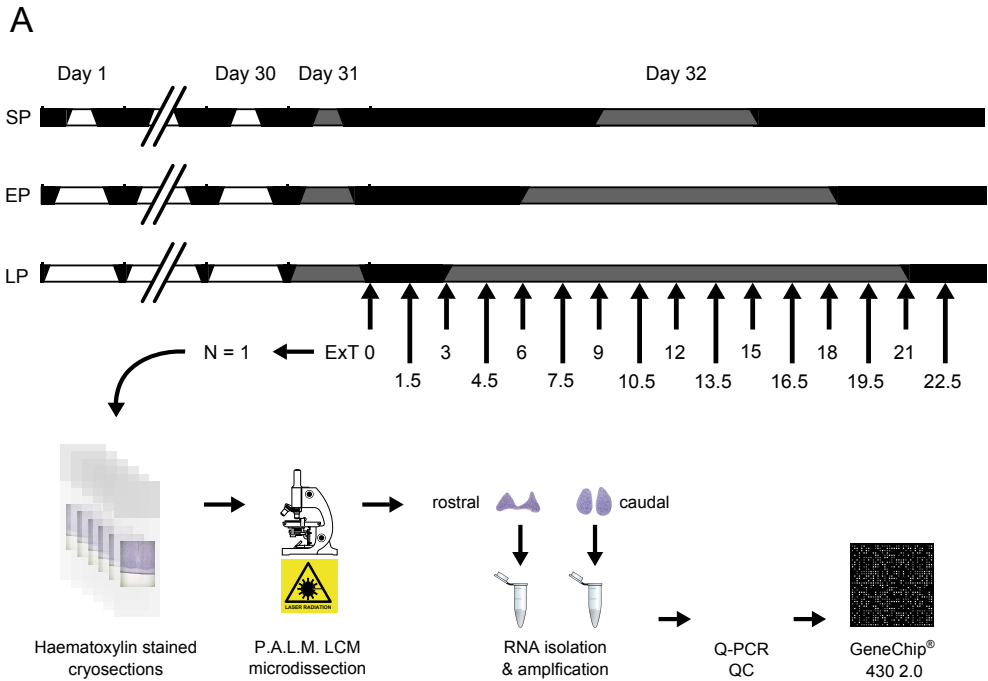 A
Day 1 Day 30 Day 31 Day 32
SP
EP
LP
N = 1 ExT 0 3 6 9 12 15 18 21
1.5 4.5 7.5 10.5 13.5 16.5 19.5 22.5
rostral caudal
LASER RADIATION
Haematoxylin stained
cryosections
P.A.L.M. LCM
microdissection
RNA isolation
& amplfication
Q-PCR
QC
GeneChip®
430 2.0